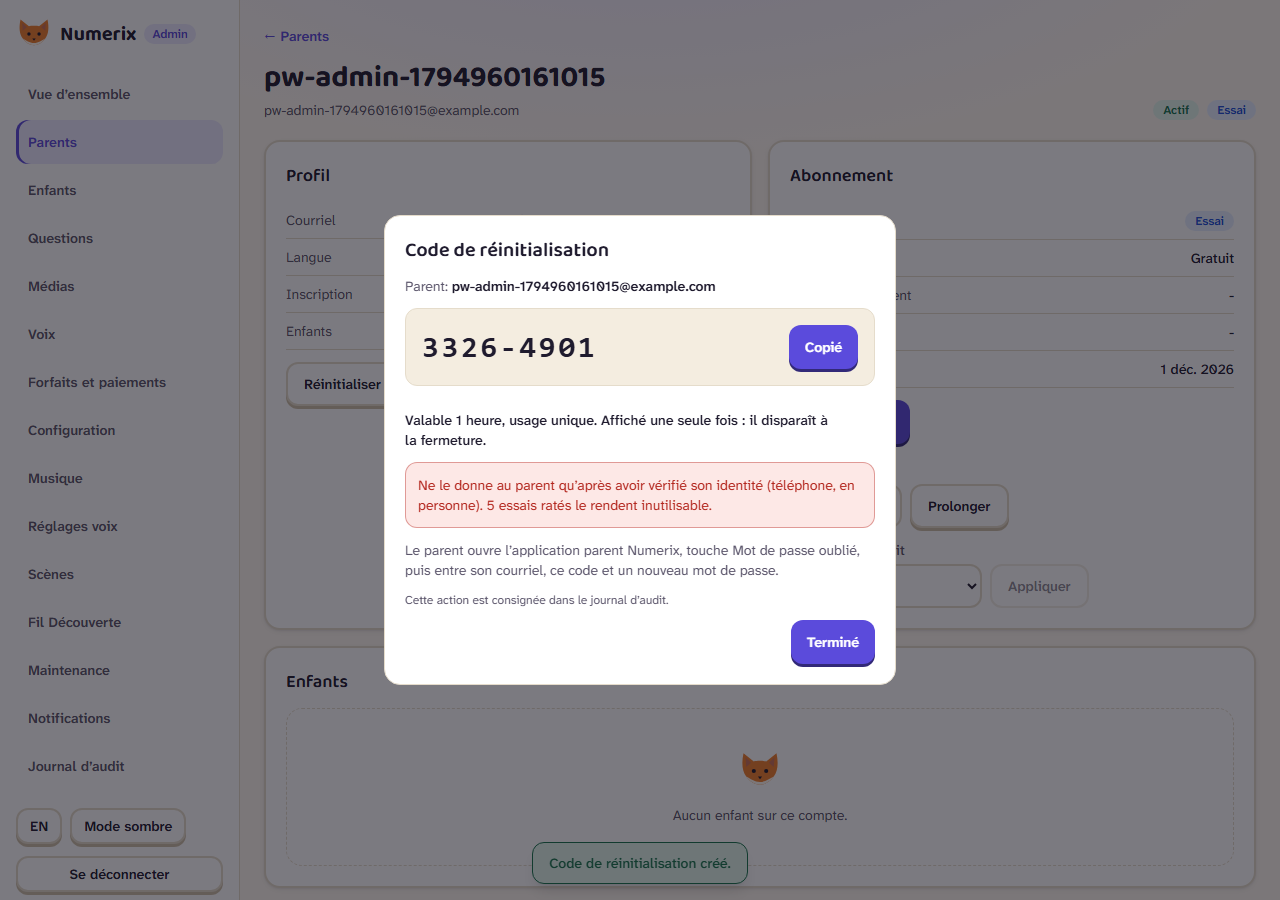 Numerix Admin
Vue d'ensemble
Parents
Enfants
Questions
Médias
Voix
Forfaits et paiements
Configuration
Musique
Réglages voix
Scènes
Fil Découverte
Maintenance
Notifications
Journal d'audit
EN Mode sombre
Se déconnecter
← Parents
pw-admin-1794960161015
pw-admin-1794960161015@example.com
Actif Essai
Profil
Courriel
Langue
Inscription
Enfants
Réinitialiser
Abonnement
Essai
Gratuit
-
-
1 déc. 2026
Prolonger
Appliquer
Code de réinitialisation
Parent: pw-admin-1794960161015@example.com
3326-4901
Copié
Valable 1 heure, usage unique. Affiché une seule fois : il disparaît à
la fermeture.
Ne le donne au parent qu'après avoir vérifié son identité (téléphone, en
personne). 5 essais ratés le rendent inutilisable.
Le parent ouvre l'application parent Numerix, touche Mot de passe oublié,
puis entre son courriel, ce code et un nouveau mot de passe.
Cette action est consignée dans le journal d'audit.
Terminé
Enfants
Aucun enfant sur ce compte.
Code de réinitialisation créé.